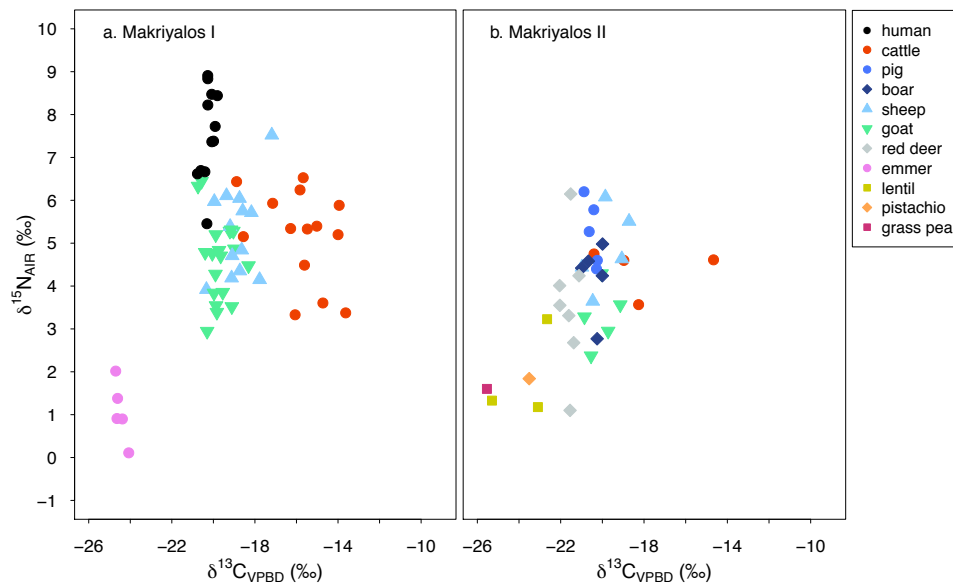 a. Makriyalos I
b. Makriyalos II
10
9
8
7
6
5
4
3
2
1
0
−1
δ15NAIR (‰)
−26
−22
−18
−14
−10
−26
−22
−18
−14
−10
δ13CVPBD (‰)
δ13CVPBD (‰)
human
cattle
pig
boar
sheep
goat
red deer
emmer
lentil
pistachio
grass pea